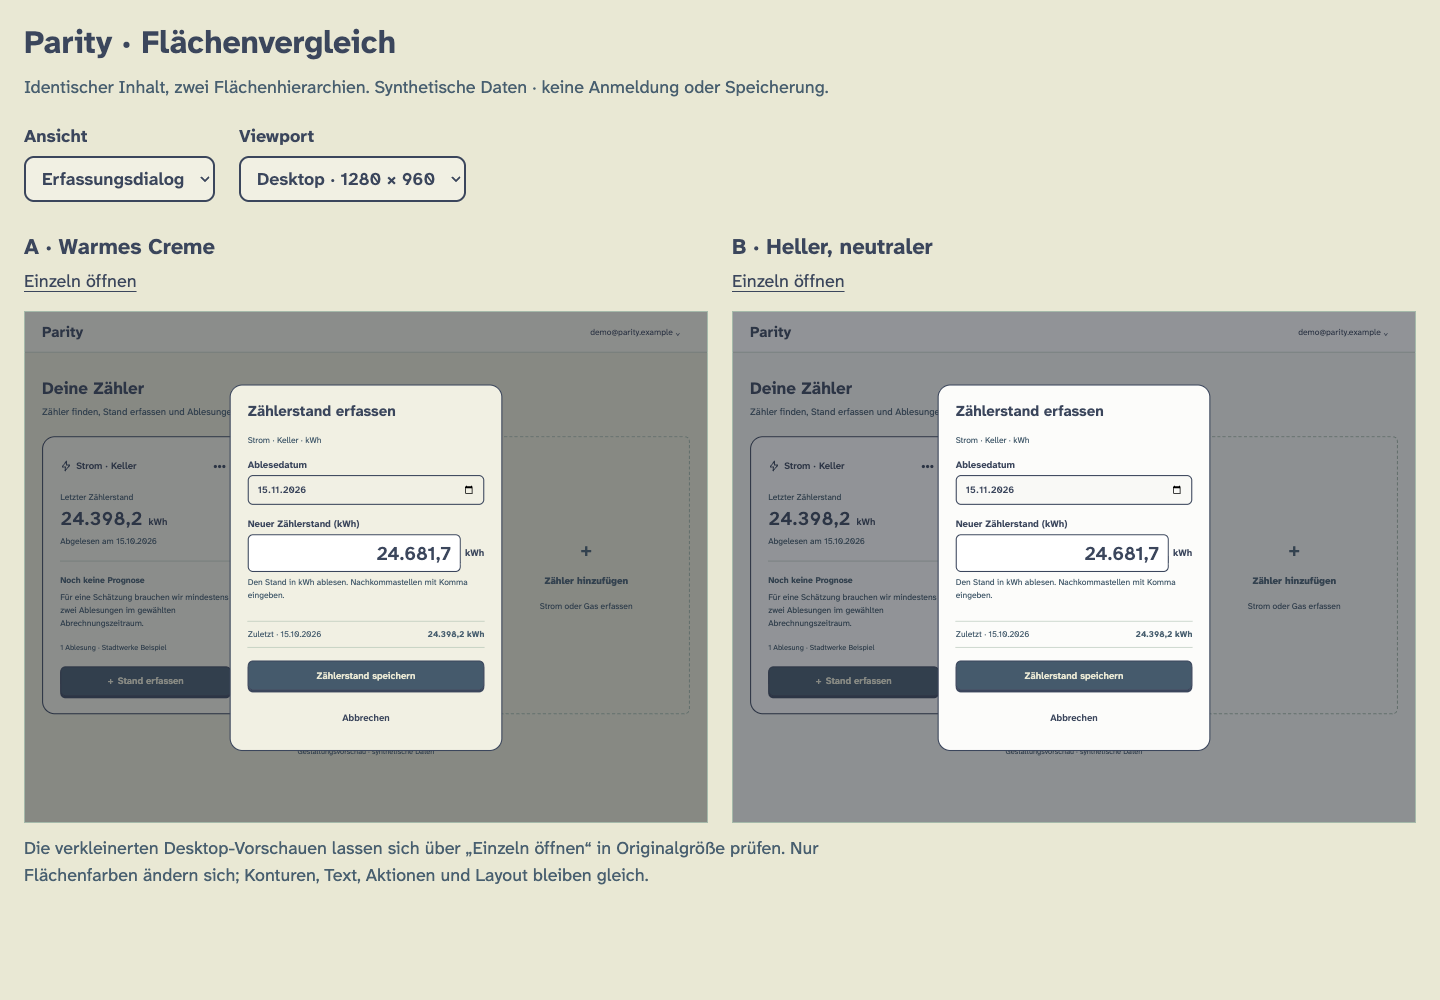 Parity · Flächenvergleich
Identischer Inhalt, zwei Flächenhierarchien. Synthetische Daten · keine Anmeldung oder Speicherung.
Ansicht
Viewport
Erfassungsdialog
Desktop · 1280 × 960
A · Warmes Creme
Einzeln öffnen
Parity
demo@parity.example
Deine Zähler
Zähler finden, Stand erfassen und Ablesunge
Strom · Keller
Letzter Zählerstand
24.398,2 kWh
Abgelesen am 15.10.2026
Noch keine Prognose
Für eine Schätzung brauchen wir mindestens
zwei Ablesungen im gewählten
Abrechnungszeitraum.
1 Ablesung · Stadtwerke Beispiel
+ Stand erfassen
Zählerstand erfassen
Strom · Keller · kWh
Ablesedatum
15.11.2026
Neuer Zählerstand (kWh)
24.681,7 kWh
Den Stand in kWh ablesen. Nachkommastellen mit Komma
eingeben.
Zuletzt · 15.10.2026 24.398,2 kWh
Zählerstand speichern
Abbrechen
+
Zähler hinzufügen
Strom oder Gas erfassen
Gestaltungsvorschau · synthetische Daten
B · Heller, neutraler
Einzeln öffnen
Parity
demo@parity.example
Deine Zähler
Zähler finden, Stand erfassen und Ablesunge
Strom · Keller
Letzter Zählerstand
24.398,2 kWh
Abgelesen am 15.10.2026
Noch keine Prognose
Für eine Schätzung brauchen wir mindestens
zwei Ablesungen im gewählten
Abrechnungszeitraum.
1 Ablesung · Stadtwerke Beispiel
+ Stand erfassen
Zählerstand erfassen
Strom · Keller · kWh
Ablesedatum
15.11.2026
Neuer Zählerstand (kWh)
24.681,7 kWh
Den Stand in kWh ablesen. Nachkommastellen mit Komma
eingeben.
Zuletzt · 15.10.2026 24.398,2 kWh
Zählerstand speichern
Abbrechen
+
Zähler hinzufügen
Strom oder Gas erfassen
Gestaltungsvorschau · synthetische Daten
Die verkleinerten Desktop-Vorschauen lassen sich über „Einzeln öffnen“ in Originalgröße prüfen. Nur
Flächenfarben ändern sich; Konturen, Text, Aktionen und Layout bleiben gleich.